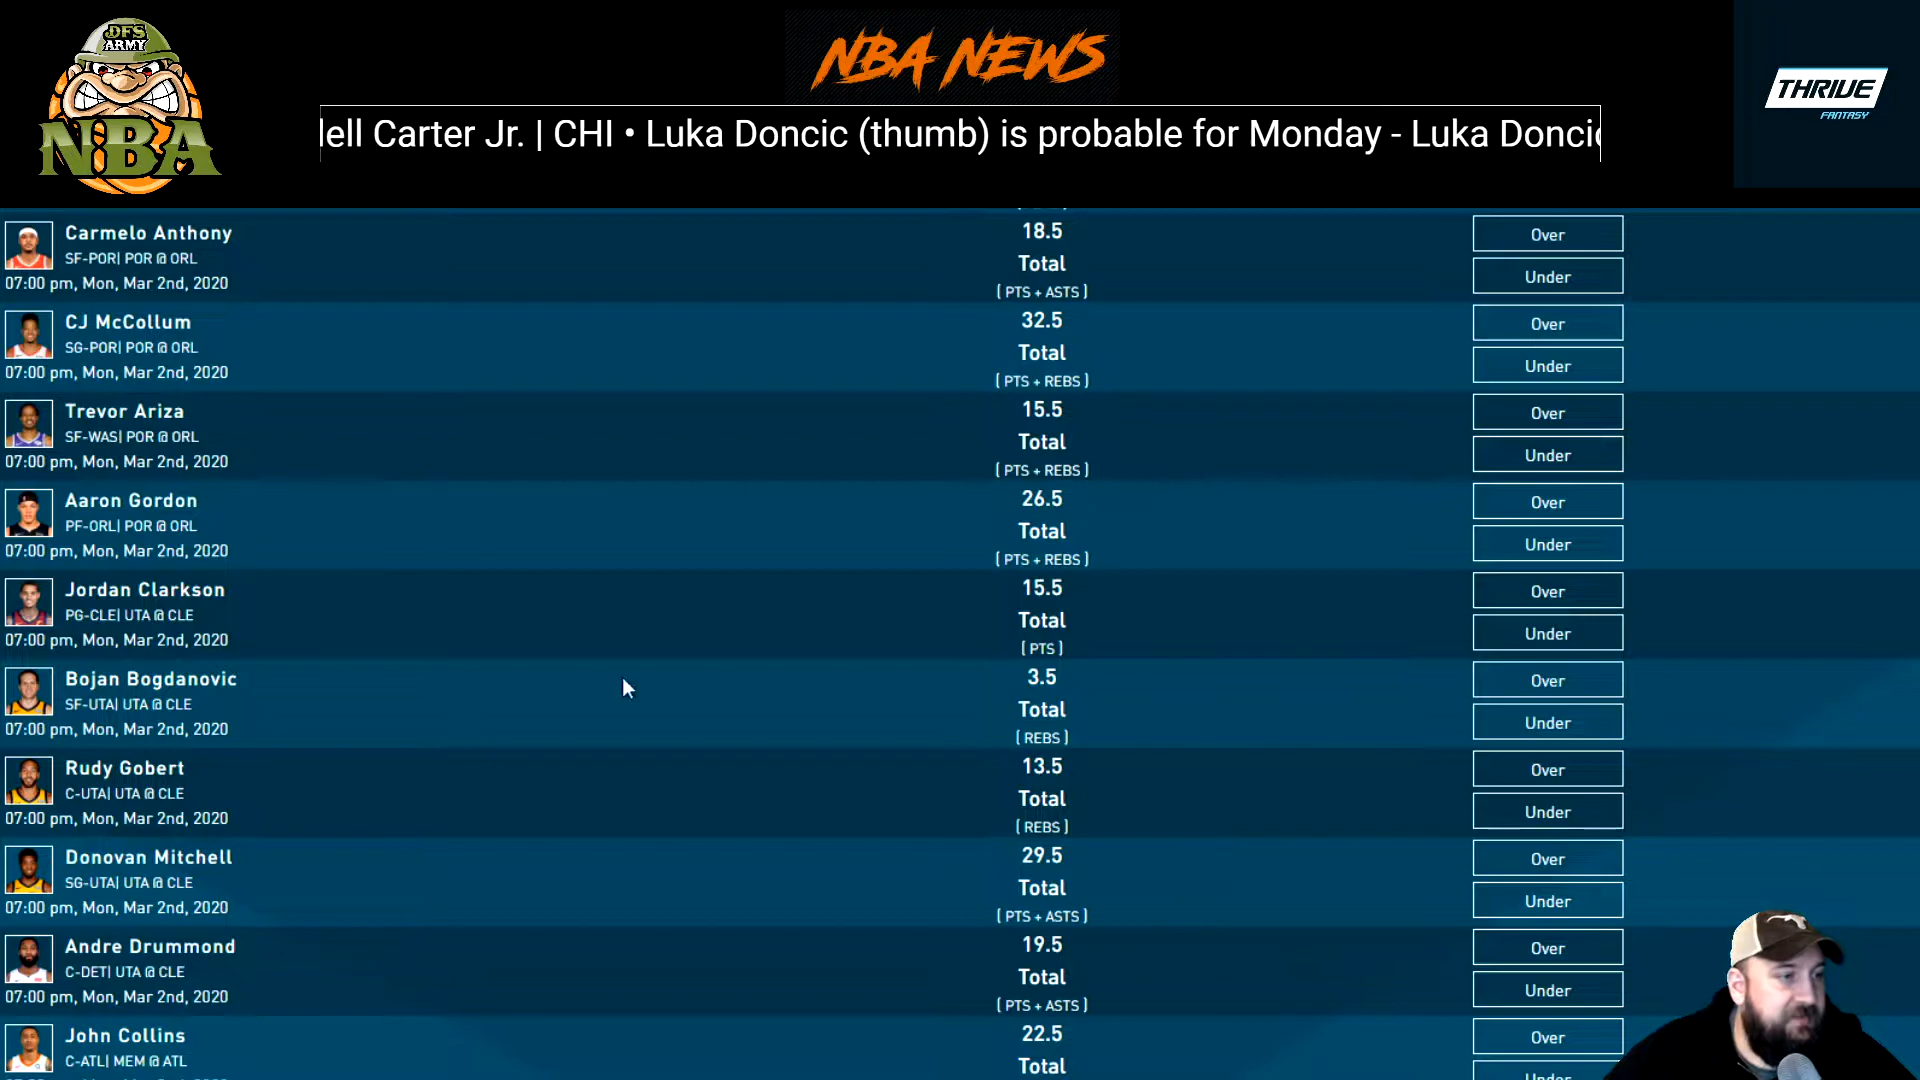 DFS
ARMY
NBA
NBA NEWS
THRIVE
FANTASY
ell Carter Jr. | CHI • Luka Doncic (thumb) is probable for Monday - Luka Doncic
Carmelo Anthony
SF-POR| POR @ ORL
07:00 pm, Mon, Mar 2nd, 2020
18.5
Total
( PTS + ASTS )
Over
Under
CJ McCollum
SG-POR| POR @ ORL
07:00 pm, Mon, Mar 2nd, 2020
32.5
Total
( PTS + REBS )
Over
Under
Trevor Ariza
SF-WAS| POR @ ORL
07:00 pm, Mon, Mar 2nd, 2020
15.5
Total
( PTS + REBS )
Over
Under
Aaron Gordon
PF-ORL| POR @ ORL
07:00 pm, Mon, Mar 2nd, 2020
26.5
Total
( PTS + REBS )
Over
Under
Jordan Clarkson
PG-CLE| UTA @ CLE
07:00 pm, Mon, Mar 2nd, 2020
15.5
Total
( PTS )
Over
Under
Bojan Bogdanovic
SF-UTA| UTA @ CLE
07:00 pm, Mon, Mar 2nd, 2020
3.5
Total
( REBS )
Over
Under
Rudy Gobert
C-UTA| UTA @ CLE
07:00 pm, Mon, Mar 2nd, 2020
13.5
Total
( REBS )
Over
Under
Donovan Mitchell
SG-UTA| UTA @ CLE
07:00 pm, Mon, Mar 2nd, 2020
29.5
Total
( PTS + ASTS )
Over
Under
Andre Drummond
C-DET| UTA @ CLE
07:00 pm, Mon, Mar 2nd, 2020
19.5
Total
( PTS + ASTS )
Over
Under
John Collins
C-ATL| MEM @ ATL
22.5
Total
Over